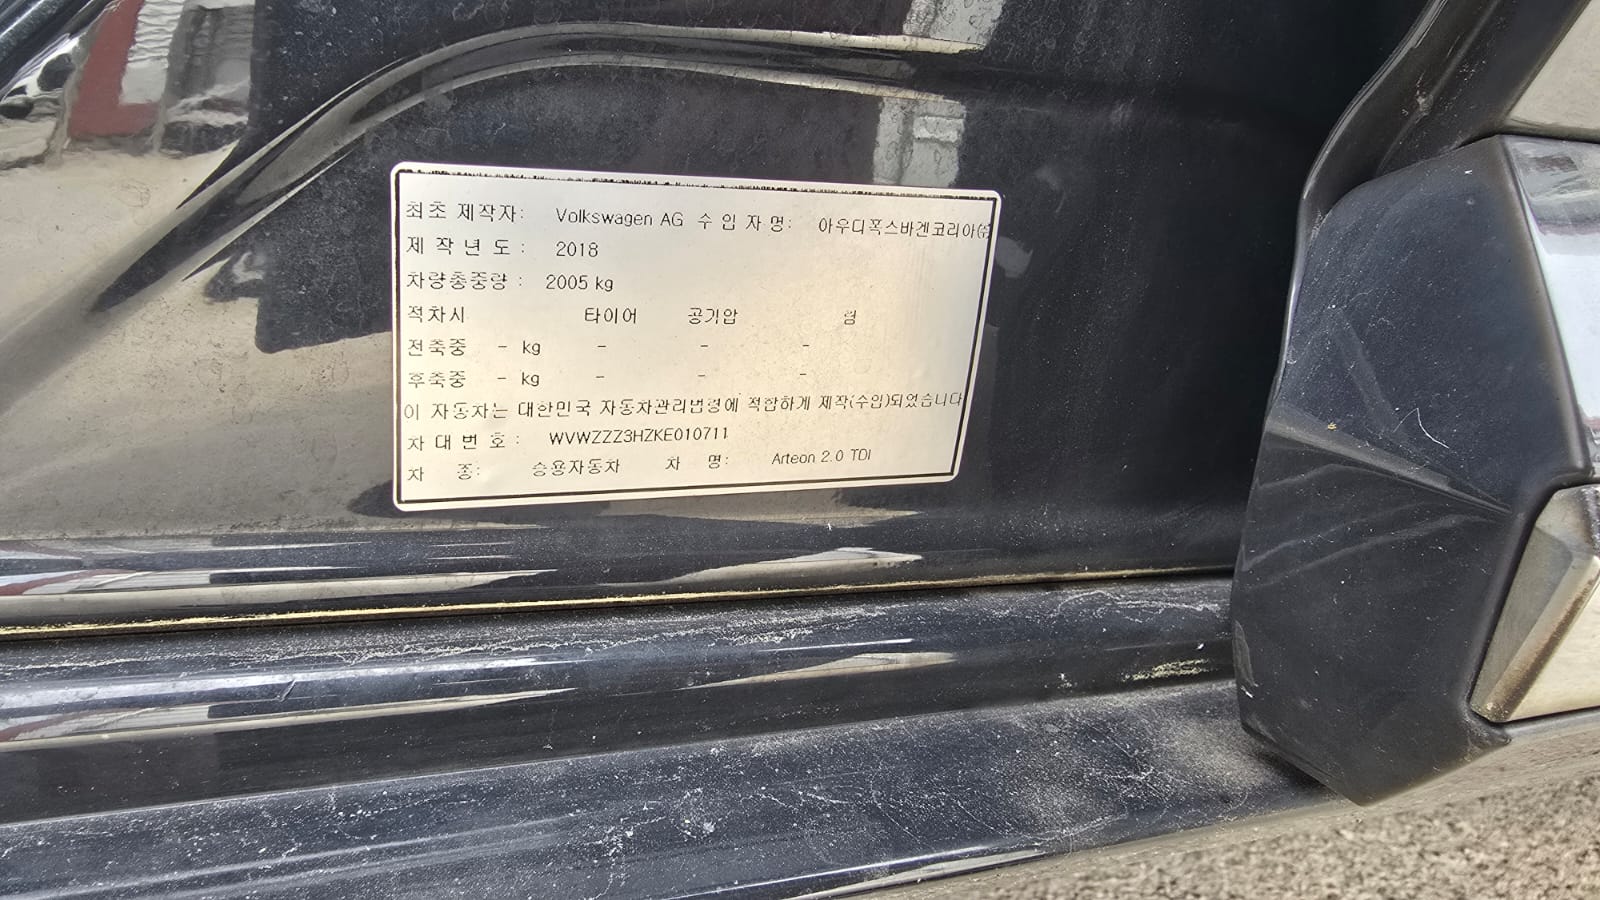 최초 제작자: Volkswagen AG 수 입 자 명: 아우디폭스바겐코리아㈜
제 작 년 도 : 2018
차량총중량 : 2005 kg
적차시 타이어 공기압 림
전축중 - kg - - -
후축중 - kg - - -
이 자동차는 대한민국 자동차관리법령에 적합하게 제작(수입)되었습니다
차 대 번 호 : WVWZZZ3HZKE010711
차 종: 승용자동차 차 명: Arteon 2.0 TDI